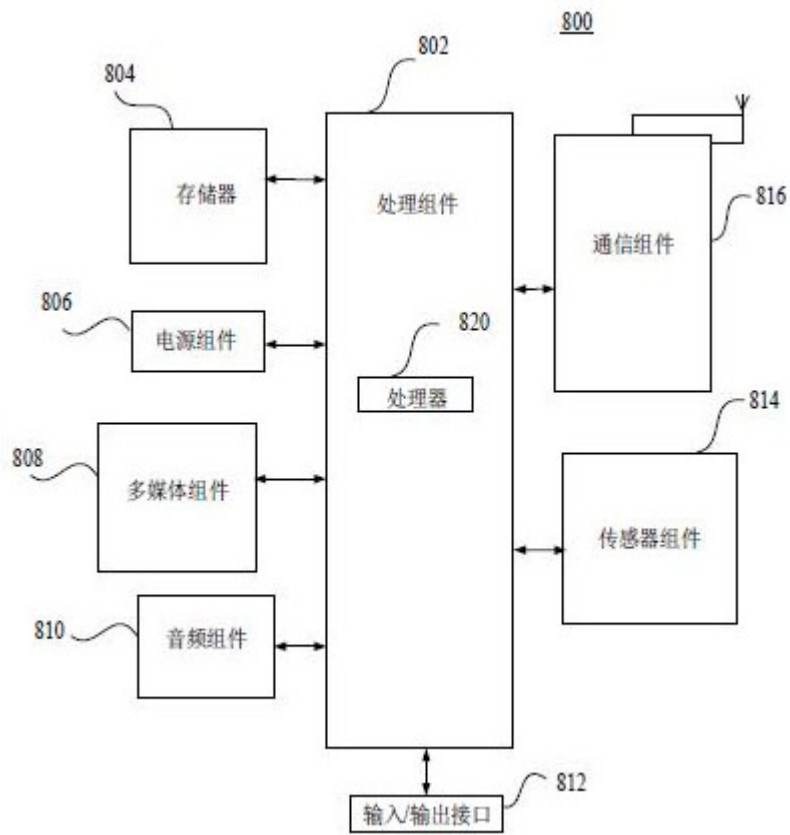 800
802
804
存储器
处理组件
816
通信组件
806
电源组件
820
处理器
814
808
多媒体组件
传感器组件
810
音频组件
812
输入/输出接口